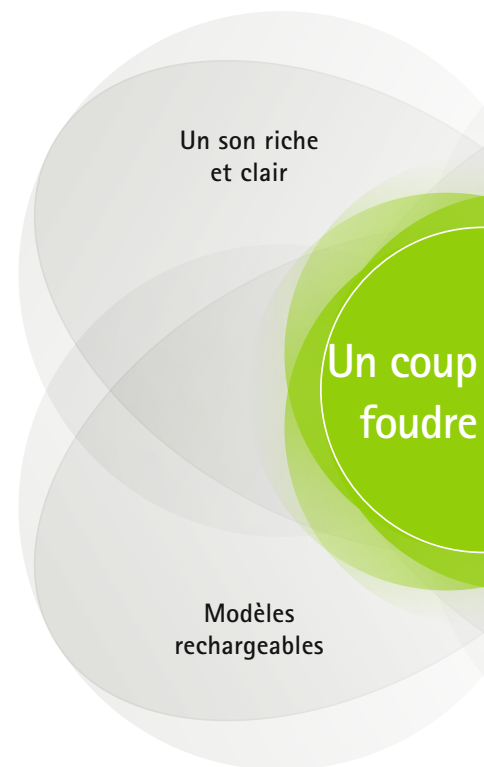 Un son riche
et clair
Un coup
foudre
Modèles
rechargeables